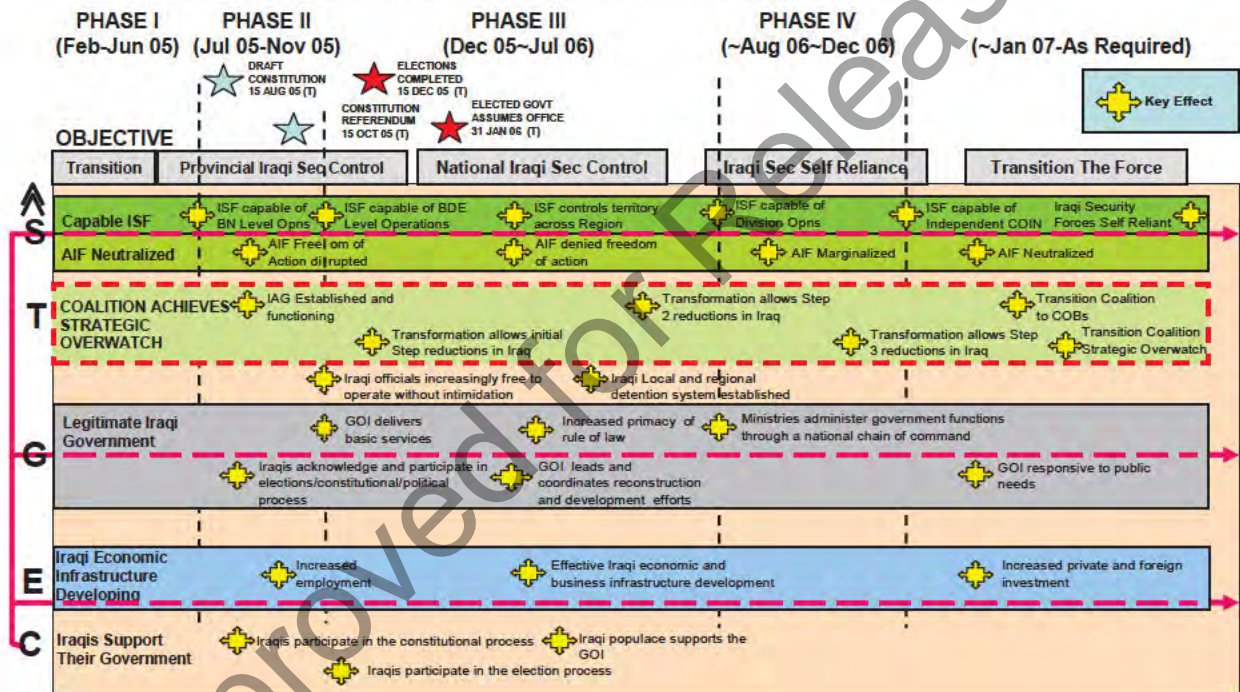 PHASE I
(Feb-Jun 05)
PHASE II
(Jul 05-Nov 05)
PHASE III
(Dec 05~Jul 06)
PHASE IV
(~Aug 06~Dec 06)
(~Jan 07-As Required)
DRAFT
CONSTITUTION
15 AUG 05 (T)
ELECTIONS
COMPLETED
15 DEC 05 (T)
CONSTITUTION
REFERENDUM
15 OCT 05 (T)
ELECTED GOVT
ASSUMES OFFICE
31 JAN 06 (T)
Key Effect
OBJECTIVE
Transition
Provincial Iraqi Sec Control
National Iraqi Sec Control
Iraqi Sec Self Reliance
Transition The Force
S
Capable ISF
ISF capable of
BN Level Opns
ISF capable of BDE
Level Operations
ISF controls territory
across Region
ISF capable of
Division Opns
ISF capable of
Independent COIN
Iraqi Security
Forces Self Reliant
AIF Neutralized
AIF Freedom of
Action disrupted
AIF denied freedom
of action
AIF Marginalized
AIF Neutralized
T
COALITION ACHIEVES
STRATEGIC
OVERWATCH
IAG Established and
functioning
Transformation allows initial
Step reductions in Iraq
Transformation allows Step
2 reductions in Iraq
Transformation allows Step
3 reductions in Iraq
Transition Coalition
to COBs
Transition Coalition
Strategic Overwatch
Iraqi officials increasingly free to
operate without intimidation
Iraqi Local and regional
detention system established
G
Legitimate Iraqi
Government
GOI delivers
basic services
Increased primacy of
rule of law
Ministries administer government functions
through a national chain of command
Iraqis acknowledge and participate in
elections/constitutional/political
process
GOI leads and
coordinates reconstruction
and development efforts
GOI responsive to public
needs
E
Iraqi Economic
Infrastructure
Developing
Increased
employment
Effective Iraqi economic and
business infrastructure development
Increased private and foreign
investment
C
Iraqis Support
Their Government
Iraqis participate in the constitutional process
Iraqi populace supports the
GOI
Iraqis participate in the election process
proved for Releas